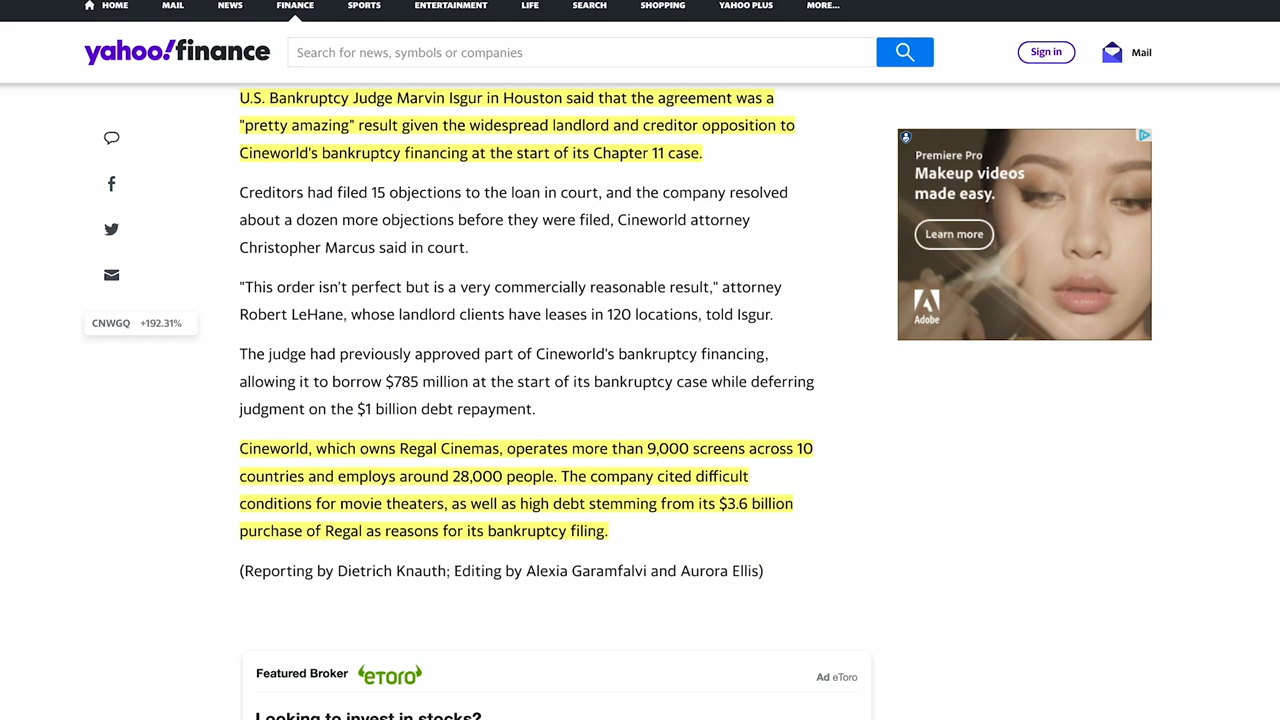 HOME MAIL NEWS FINANCE SPORTS ENTERTAINMENT LIFE SEARCH SHOPPING YAHOO PLUS MORE...
yahoo!finance Search for news, symbols or companies Sign in Mail
U.S. Bankruptcy Judge Marvin Isgur in Houston said that the agreement was a
"pretty amazing" result given the widespread landlord and creditor opposition to
Cineworld's bankruptcy financing at the start of its Chapter 11 case.
Creditors had filed 15 objections to the loan in court, and the company resolved
about a dozen more objections before they were filed, Cineworld attorney
Christopher Marcus said in court.
"This order isn't perfect but is a very commercially reasonable result," attorney
Robert LeHane, whose landlord clients have leases in 120 locations, told Isgur.
CNWGQ +192.31%
The judge had previously approved part of Cineworld's bankruptcy financing,
allowing it to borrow $785 million at the start of its bankruptcy case while deferring
judgment on the $1 billion debt repayment.
Cineworld, which owns Regal Cinemas, operates more than 9,000 screens across 10
countries and employs around 28,000 people. The company cited difficult
conditions for movie theaters, as well as high debt stemming from its $3.6 billion
purchase of Regal as reasons for its bankruptcy filing.
(Reporting by Dietrich Knauth; Editing by Alexia Garamfalvi and Aurora Ellis)
Premiere Pro
Makeup videos
made easy.
Learn more
Adobe
Featured Broker eToro Ad eToro
Looking to invest in stocks?